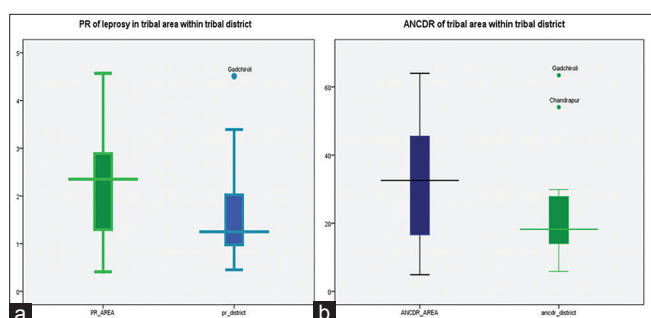 PR of leprosy in tribal area within tribal district
5
4
3
2
1
0
Gadchiroli
PR_AREA
pr_district
a
ANCDR of tribal area within tribal district
60
40
20
0
Gadchiroli
Chandrapur
ANCDR_AREA
ancdr_district
b